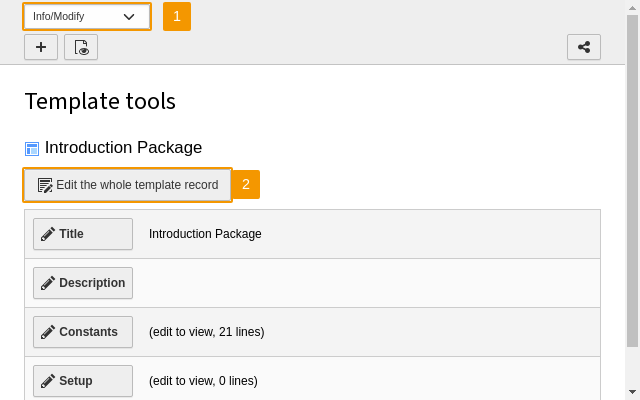 Info/Modify 1
Template tools
Introduction Package
Edit the whole template record 2
Title Introduction Package
Description
Constants (edit to view, 21 lines)
Setup (edit to view, 0 lines)